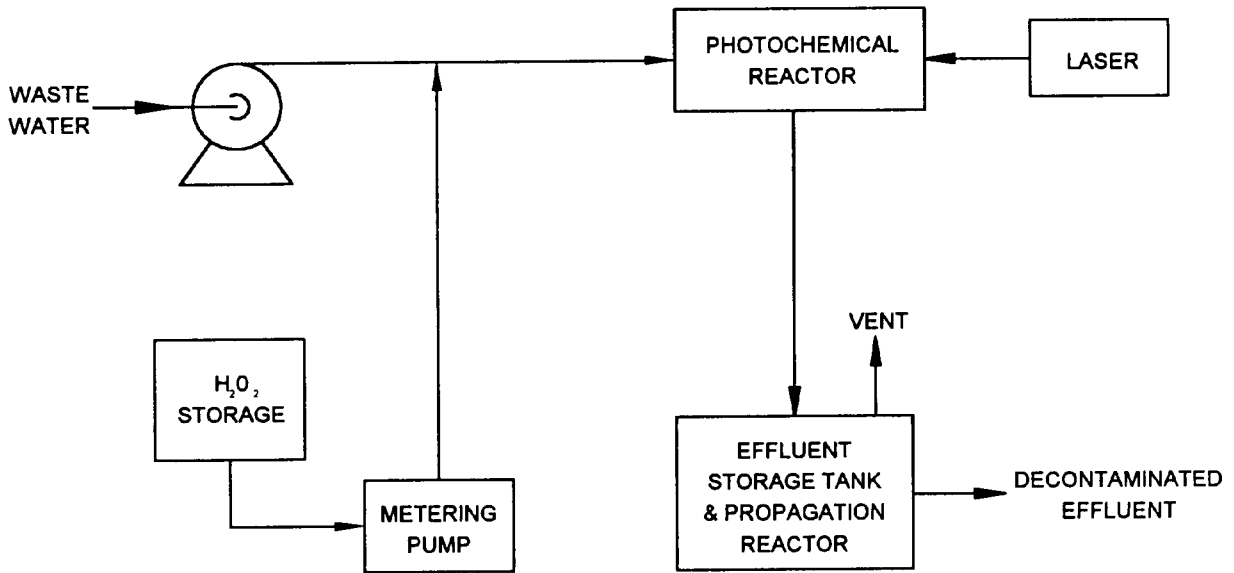 PHOTOCHEMICAL
REACTOR
LASER
WASTE
WATER
VENT
H₂O₂
STORAGE
METERING
PUMP
EFFLUENT
STORAGE TANK
& PROPAGATION
REACTOR
DECONTAMINATED
EFFLUENT